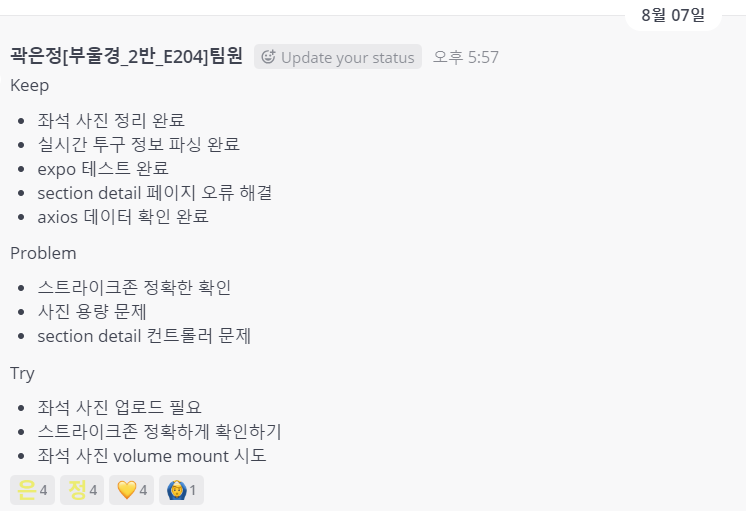 8월 07일
곽은정[부울경_2반_E204]팀원 Update your status 오후 5:57
Keep
좌석 사진 정리 완료
실시간 투구 정보 파싱 완료
expo 테스트 완료
section detail 페이지 오류 해결
axios 데이터 확인 완료
Problem
스트라이크존 정확한 확인
사진 용량 문제
section detail 컨트롤러 문제
Try
좌석 사진 업로드 필요
스트라이크존 정확하게 확인하기
좌석 사진 volume mount 시도
은 4 정 4 4 1